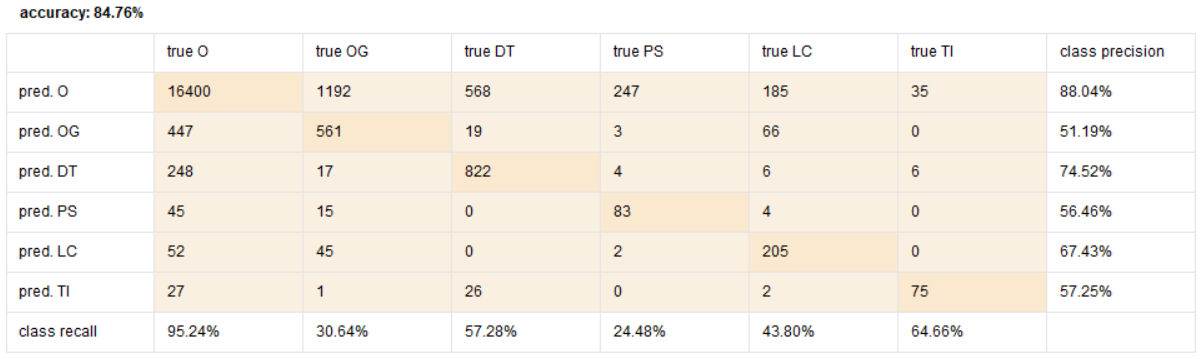 accuracy: 84.76%
true O true OG true DT true PS true LC true TI class precision
pred. O 16400 1192 568 247 185 35 88.04%
pred. OG 447 561 19 3 66 0 51.19%
pred. DT 248 17 822 4 6 6 74.52%
pred. PS 45 15 0 83 4 0 56.46%
pred. LC 52 45 0 2 205 0 67.43%
pred. TI 27 1 26 0 2 75 57.25%
class recall 95.24% 30.64% 57.28% 24.48% 43.80% 64.66%